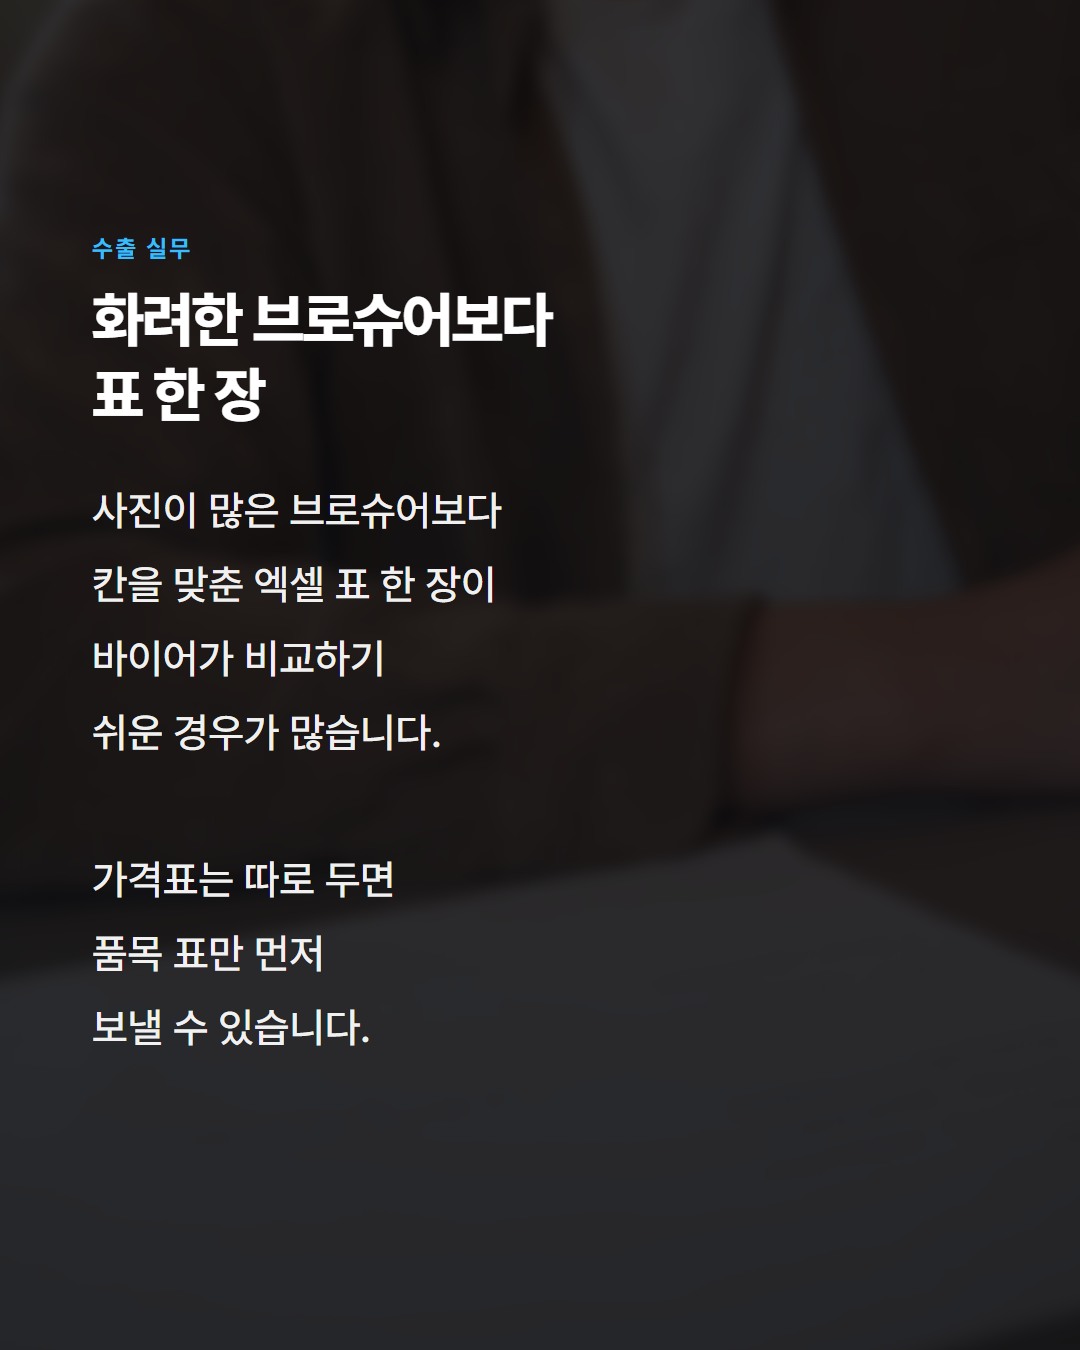 수출 실무
화려한 브로슈어보다
표 한 장
사진이 많은 브로슈어보다
칸을 맞춘 엑셀 표 한 장이
바이어가 비교하기
쉬운 경우가 많습니다.
가격표는 따로 두면
품목 표만 먼저
보낼 수 있습니다.